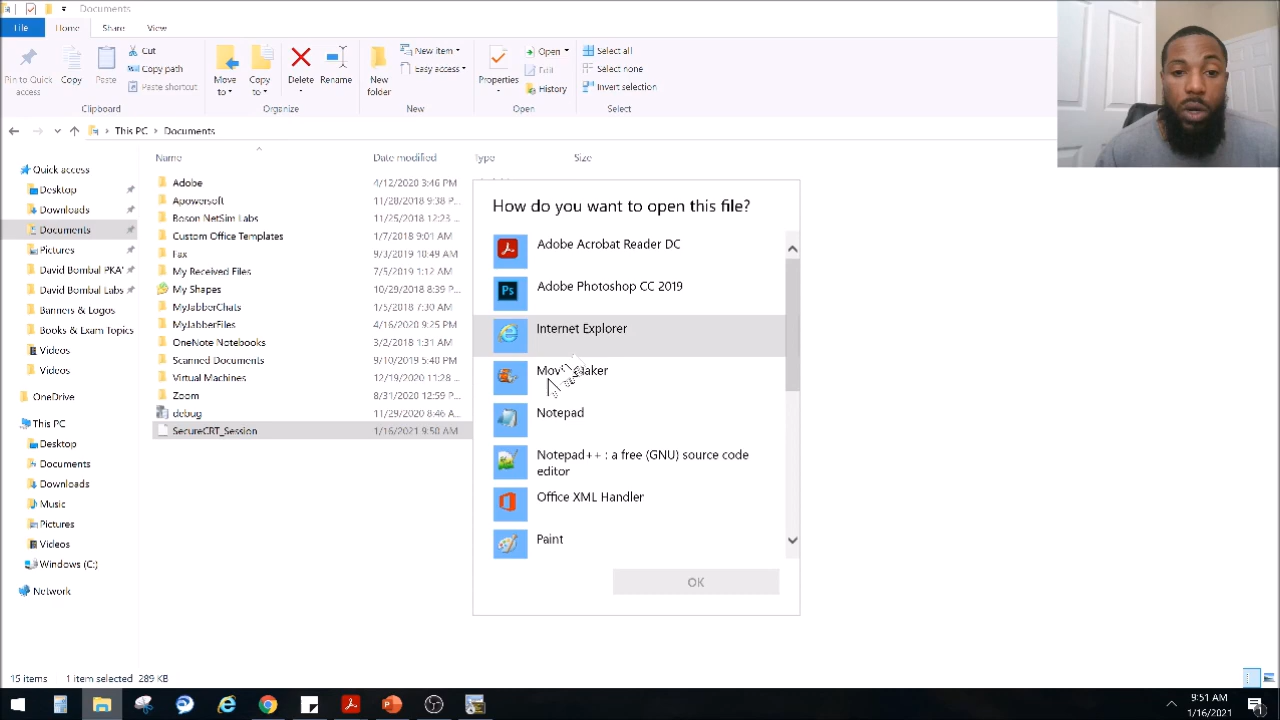 Documents
File
Home
Share
View
Pin to Quick access
Copy
Paste
Cut
Copy path
Paste shortcut
Clipboard
Move to
Copy to
Delete
Rename
Organize
New folder
New item
Easy access
New
Properties
Open
Edit
History
Open
Select all
Select none
Invert selection
Select
This PC
Documents
Name
Date modified
Type
Size
Quick access
Desktop
Downloads
Documents
Pictures
David Bombal PKA'
David Bombal Labs
Banners & Logos
Books & Exam Topics
Videos
Videos
OneDrive
This PC
Desktop
Documents
Downloads
Music
Pictures
Videos
Windows (C:)
Network
Adobe 4/12/2020 3:46 PM
Apowersoft 11/28/2018 9:38 P...
Boson NetSim Labs 11/25/2018 12:23 ...
Custom Office Templates 1/7/2018 9:01 AM
Fax 9/3/2019 10:49 AM
My Received Files 7/5/2019 1:12 AM
My Shapes 10/29/2018 8:39 P...
MyJabberChats 1/5/2018 7:30 AM
MyJabberFiles 4/16/2020 9:25 PM
OneNote Notebooks 3/2/2018 1:31 PM
Scanned Documents 9/10/2019 5:40 PM
Virtual Machines 12/19/2020 11:28 ...
Zoom 8/31/2020 12:59 P...
debug 11/29/2020 8:46 A...
SecureCRT_Session 1/16/2021 9:50 AM
How do you want to open this file?
Adobe Acrobat Reader DC
Adobe Photoshop CC 2019
Internet Explorer
Notepad
Notepad++ : a free (GNU) source code
editor
Office XML Handler
Paint
OK
15 items 1 item selected 289 KB
9:51 AM
1/16/2021